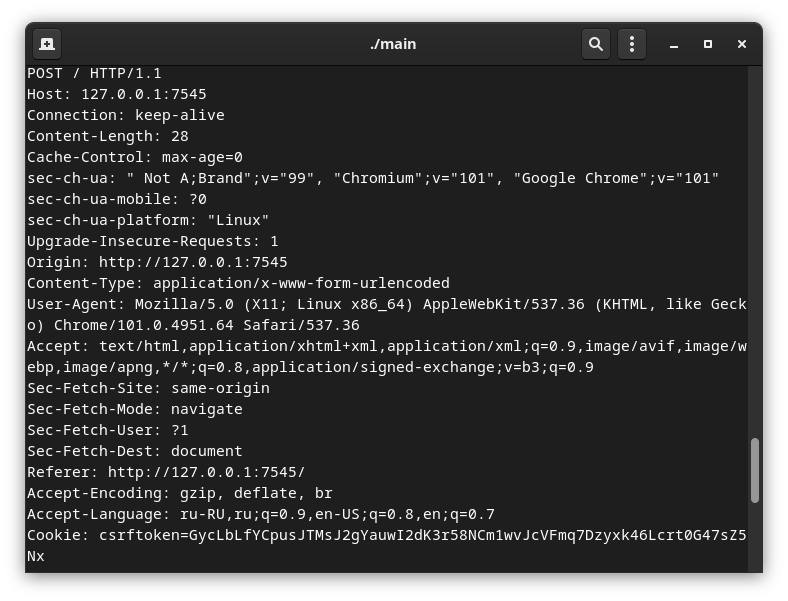 ./main
POST / HTTP/1.1
Host: 127.0.0.1:7545
Connection: keep-alive
Content-Length: 28
Cache-Control: max-age=0
sec-ch-ua: " Not A;Brand";v="99", "Chromium";v="101", "Google Chrome";v="101"
sec-ch-ua-mobile: ?0
sec-ch-ua-platform: "Linux"
Upgrade-Insecure-Requests: 1
Origin: http://127.0.0.1:7545
Content-Type: application/x-www-form-urlencoded
User-Agent: Mozilla/5.0 (X11; Linux x86_64) AppleWebKit/537.36 (KHTML, like Geck
o) Chrome/101.0.4951.64 Safari/537.36
Accept: text/html,application/xhtml+xml,application/xml;q=0.9,image/avif,image/w
ebp,image/apng,*/*;q=0.8,application/signed-exchange;v=b3;q=0.9
Sec-Fetch-Site: same-origin
Sec-Fetch-Mode: navigate
Sec-Fetch-User: ?1
Sec-Fetch-Dest: document
Referer: http://127.0.0.1:7545/
Accept-Encoding: gzip, deflate, br
Accept-Language: ru-RU,ru;q=0.9,en-US;q=0.8,en;q=0.7
Cookie: csrftoken=GycLbLfYCpusJTMsJ2gYauwI2dK3r58NCm1wvJcVFmq7Dzyxk46Lcrt0G47sZ5
Nx